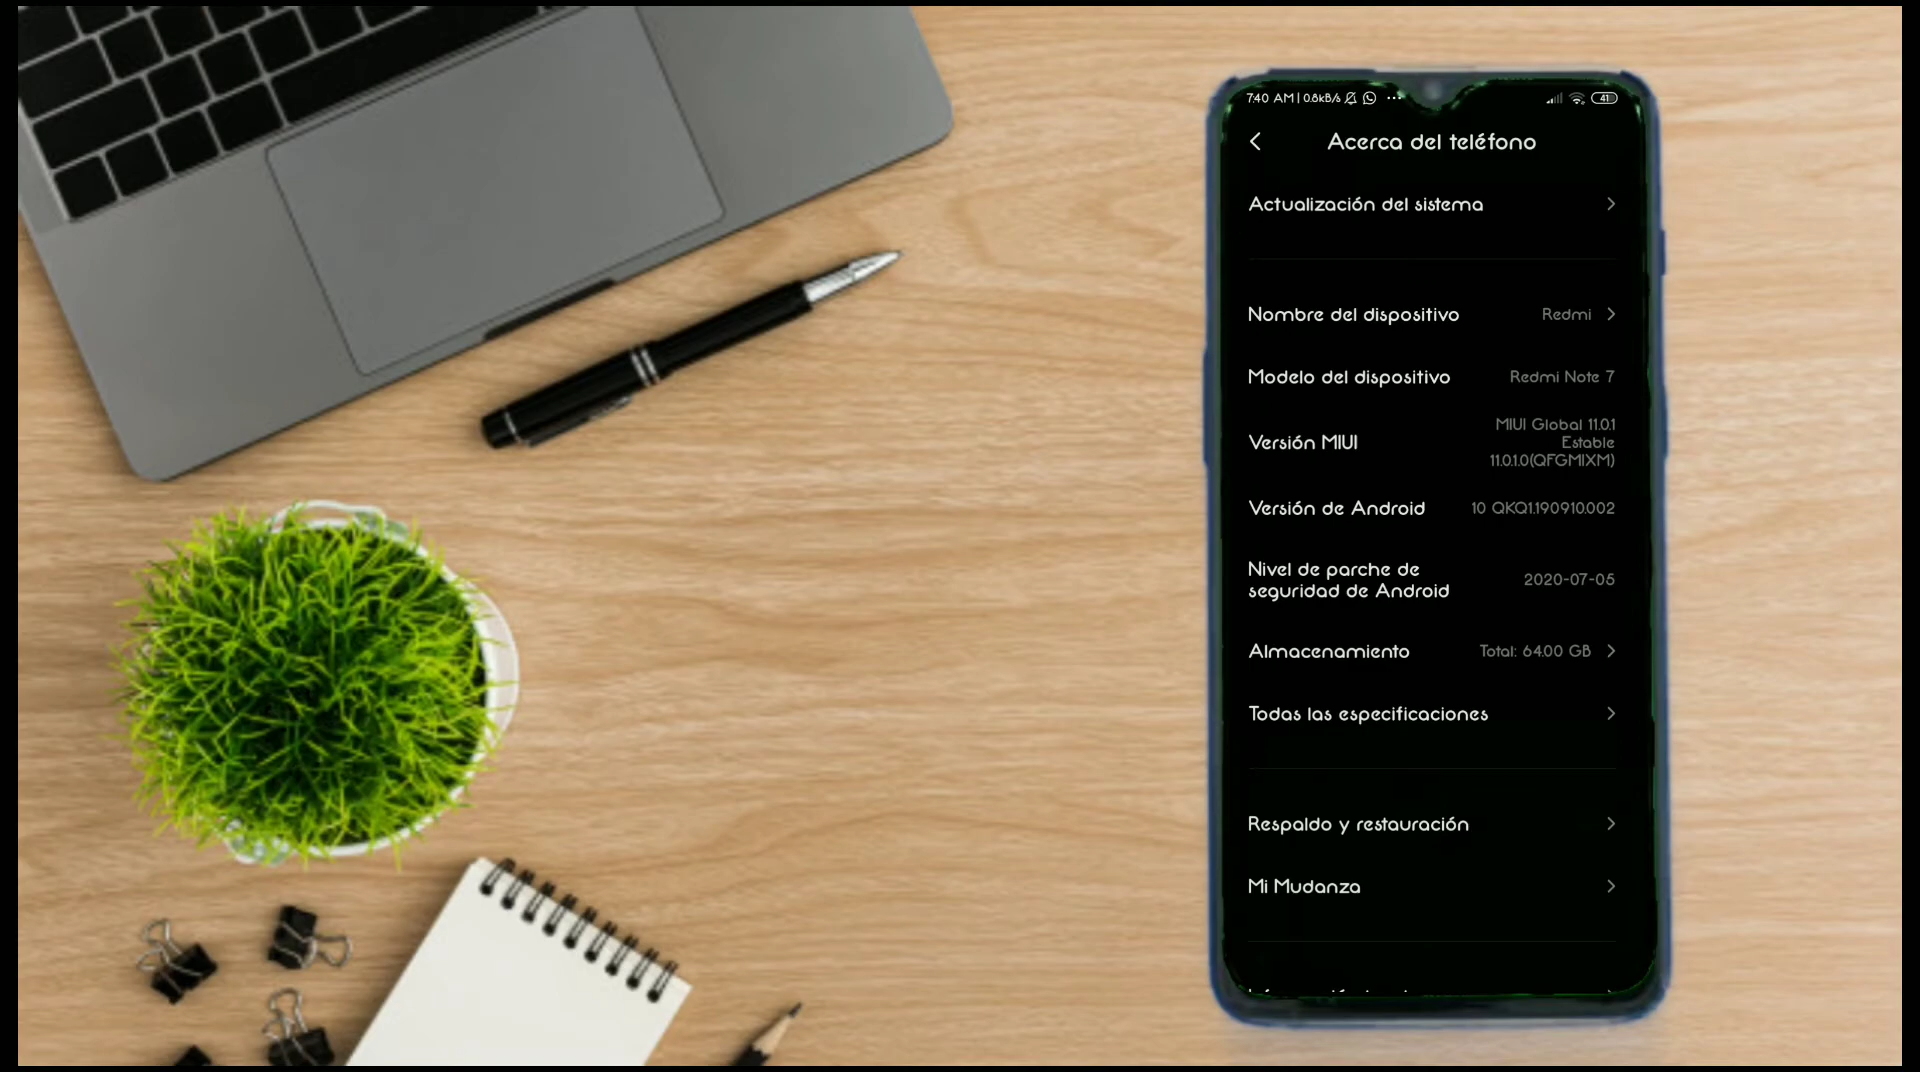 7:40 AM | 0.8kB/s ...
41
Acerca del teléfono
Actualización del sistema
Nombre del dispositivo Redmi
Modelo del dispositivo Redmi Note 7
Versión MIUI MIUI Global 11.0.1
Estable
11.0.1.0(QFGMIXM)
Versión de Android 10 QKQ1.190910.002
Nivel de parche de
seguridad de Android 2020-07-05
Almacenamiento Total: 64.00 GB
Todas las especificaciones
Respaldo y restauración
Mi Mudanza